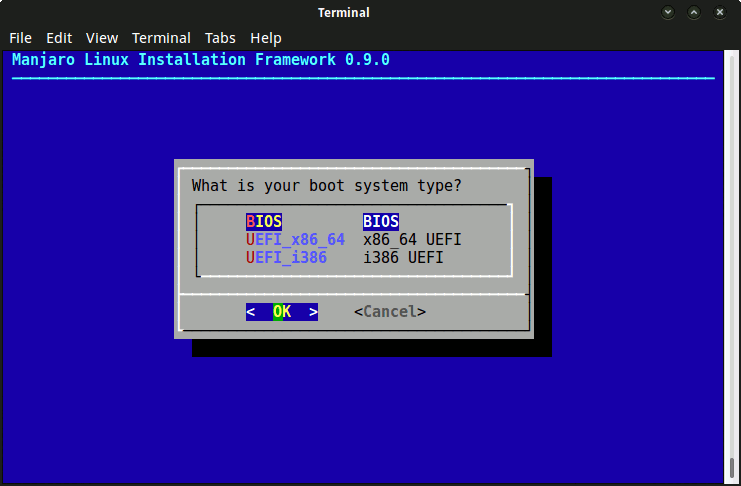 Terminal
File Edit View Terminal Tabs Help
Manjaro Linux Installation Framework 0.9.0
What is your boot system type?
BIOS BIOS
UEFI_x86_64 x86_64 UEFI
UEFI_i386 i386 UEFI
< OK > <Cancel>